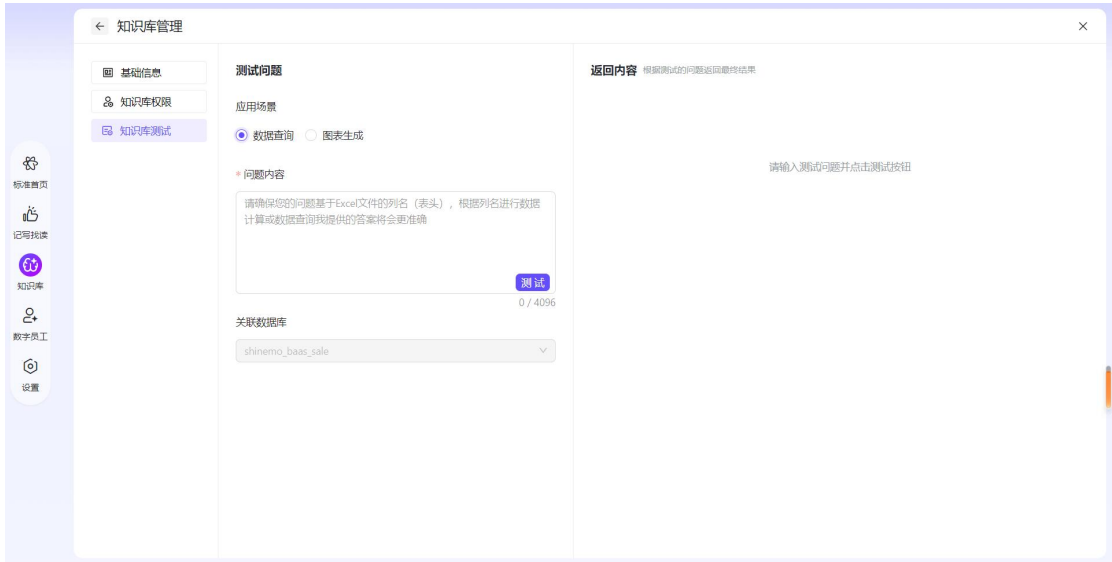 知识库管理
基础信息
知识库权限
知识库测试
标准首页
记写找读
知识库
数字员工
设置
测试问题
应用场景
数据查询
图表生成
* 问题内容
请确保您的问题基于Excel文件的列名（表头），根据列名进行数据
计算或数据查询我提供的答案将会更准确
测 试
0 / 4096
关联数据库
shinemo_baas_sale
返回内容 根据测试的问题返回最终结果
请输入测试问题并点击测试按钮